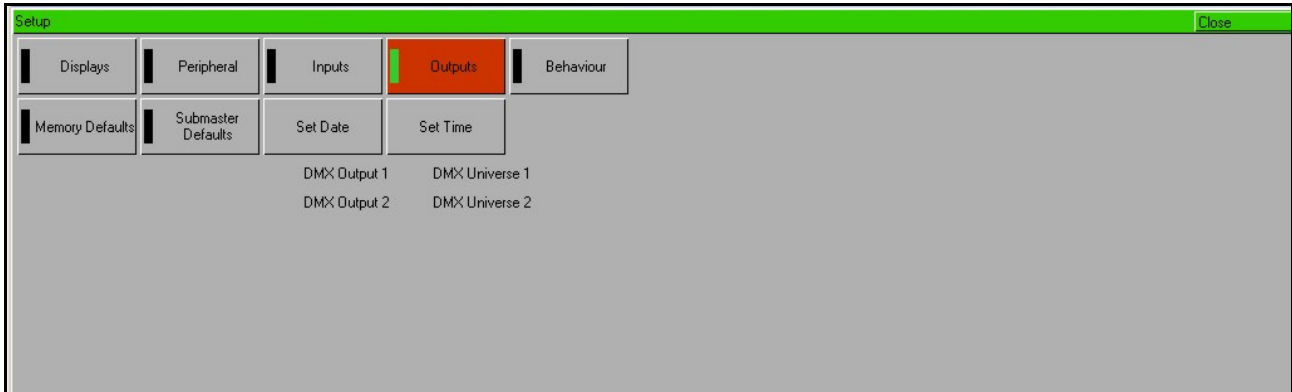 Setup Close
Displays Peripheral Inputs Outputs Behaviour
Memory Defaults Submaster Defaults Set Date Set Time
DMX Output 1 DMX Universe 1
DMX Output 2 DMX Universe 2